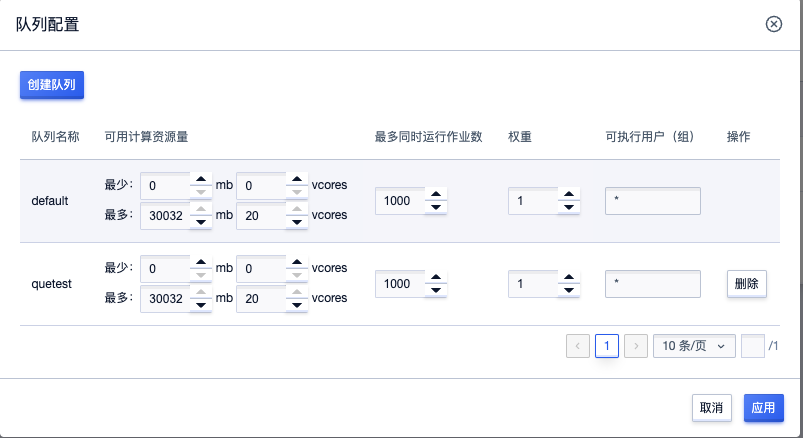 队列配置
创建队列
队列名称 可用计算资源量 最多同时运行作业数 权重 可执行用户（组） 操作
最少： 0 mb 0 vcores
default 1000 1 *
最多： 30032 mb 20 vcores
最少： 0 mb 0 vcores
quetest 1000 1 * 删除
最多： 30032 mb 20 vcores
1 10 条/页 /1
取消 应用